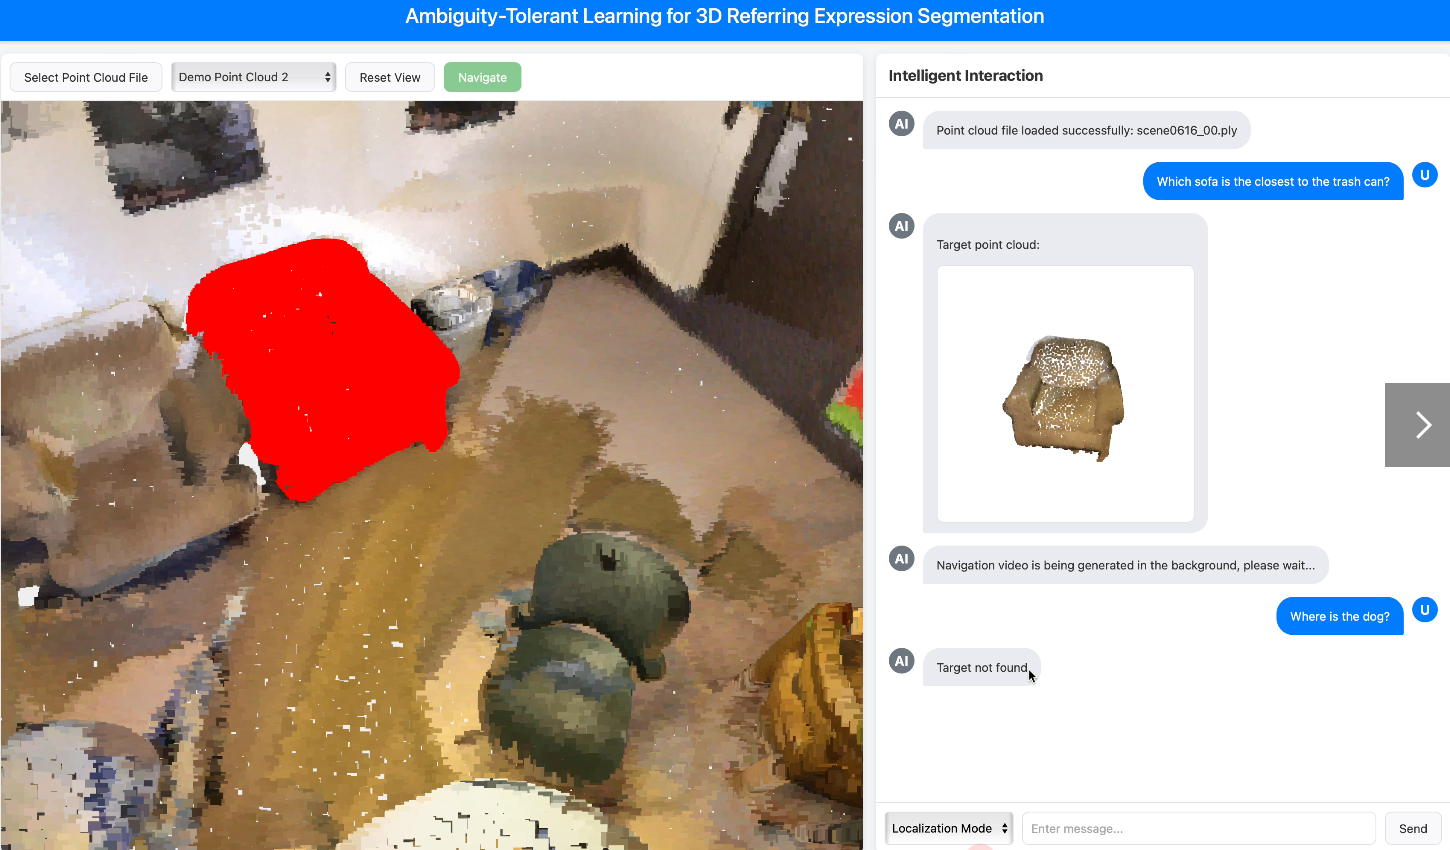 Ambiguity-Tolerant Learning for 3D Referring Expression Segmentation
Select Point Cloud File
Demo Point Cloud 2
Reset View
Navigate
Intelligent Interaction
AI
Point cloud file loaded successfully: scene0616_00.ply
Which sofa is the closest to the trash can?
U
AI
Target point cloud:
AI
Navigation video is being generated in the background, please wait...
Where is the dog?
U
AI
Target not found
Localization Mode
Enter message...
Send